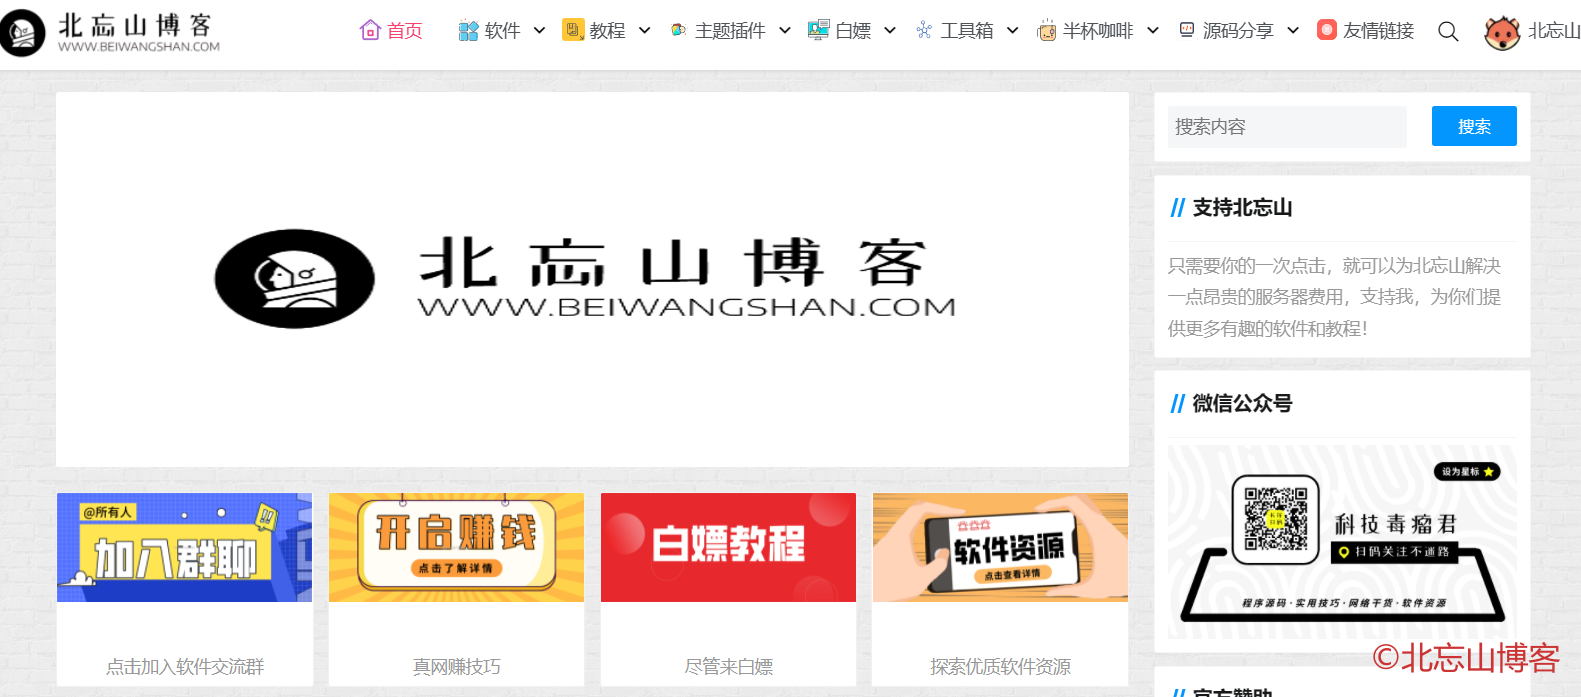 北忘山博客
WWW.BEIWANGSHAN.COM
首页 软件 教程 主题插件 白嫖 工具箱 半杯咖啡 源码分享 友情链接 北忘山
北忘山博客
WWW.BEIWANGSHAN.COM
搜索内容 搜索
// 支持北忘山
只需要你的一次点击，就可以为北忘山解决
一点昂贵的服务器费用，支持我，为你们提
供更多有趣的软件和教程！
// 微信公众号
设为星标
科技毒瘤君
扫码关注不迷路
程序源码·实用技巧·网络干货·软件资源
@所有人
加入群聊
点击加入软件交流群
开启赚钱
点击了解详情
真网赚技巧
白嫖教程
尽管来白嫖
软件资源
点击查看详情
探索优质软件资源
©北忘山博客
// 官方赞助